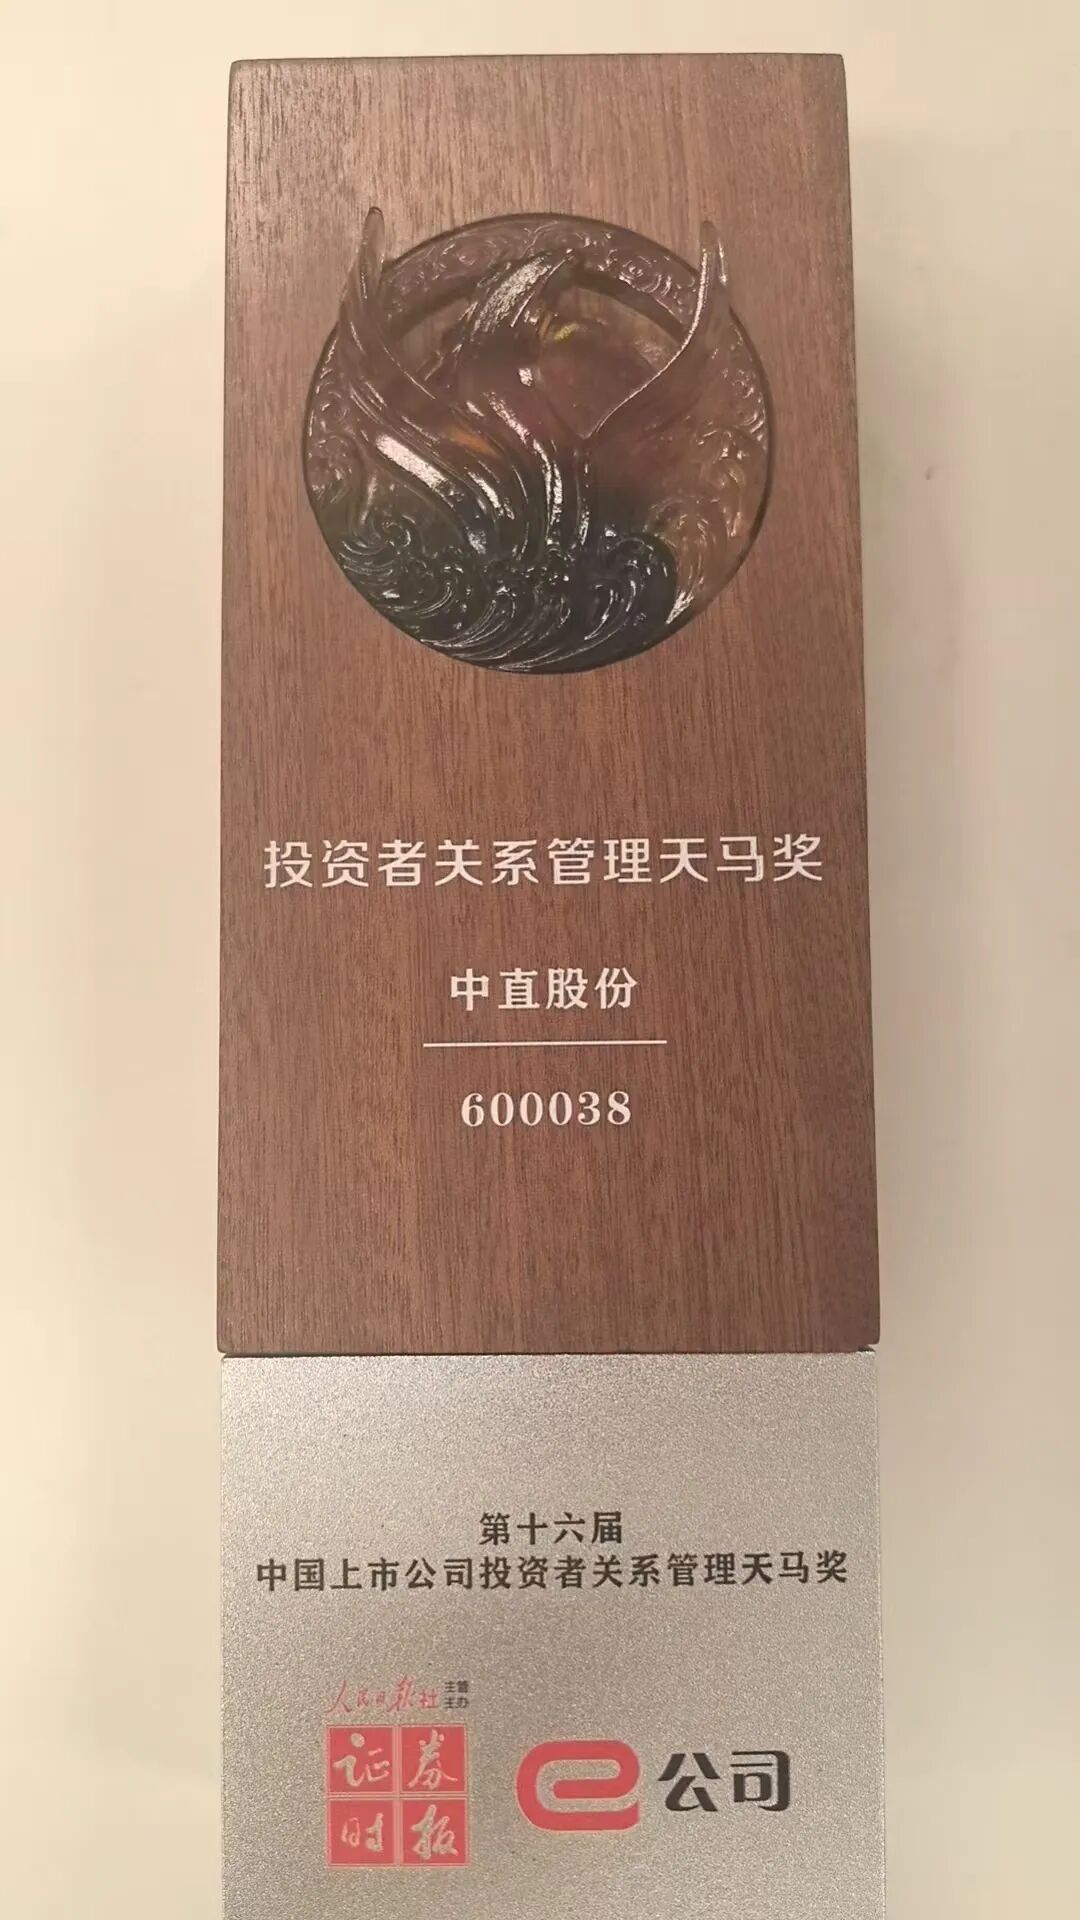 投资者关系管理天马奖
中直股份
600038
第十六届
中国上市公司投资者关系管理天马奖
人民日报社 主管
主办
证券
时报
e公司